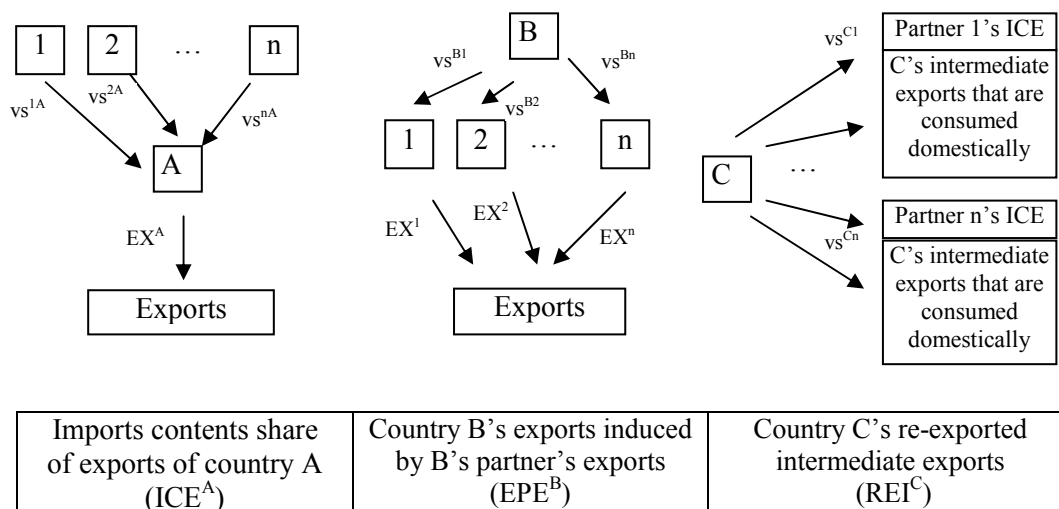 1 2 … n
vs^1A vs^2A vs^nA
A
EX^A
Exports
B
vs^B1 vs^B2 vs^Bn
1 2 … n
EX^1 EX^2 EX^n
Exports
vs^C1
Partner 1’s ICE
C’s intermediate
exports that are
consumed
domestically
C
…
vs^Cn
Partner n’s ICE
C’s intermediate
exports that are
consumed
domestically
Imports contents share
of exports of country A
(ICE^A)
Country B’s exports induced
by B’s partner’s exports
(EPE^B)
Country C’s re-exported
intermediate exports
(REI^C)